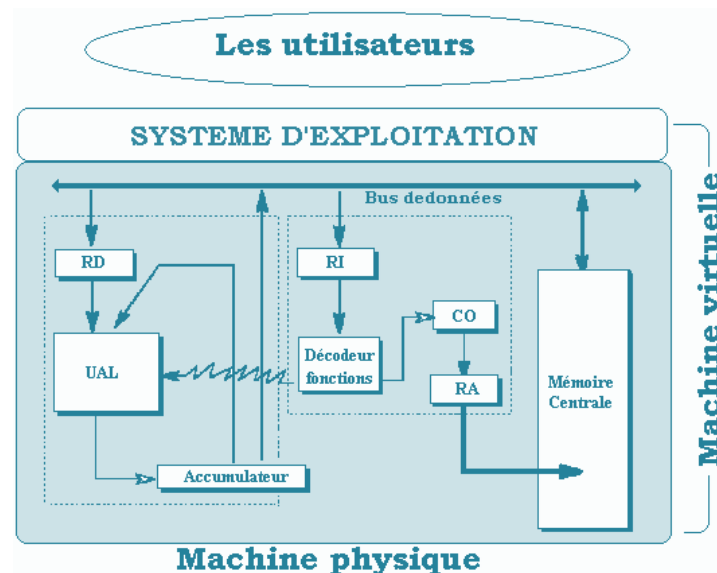 Les utilisateurs
SYSTEME D'EXPLOITATION
Bus dedonnées
RD
RI
CO
UAL
Décodeur
fonctions
RA
Mémoire
Centrale
Accumulateur
Machine physique
Machine virtuelle